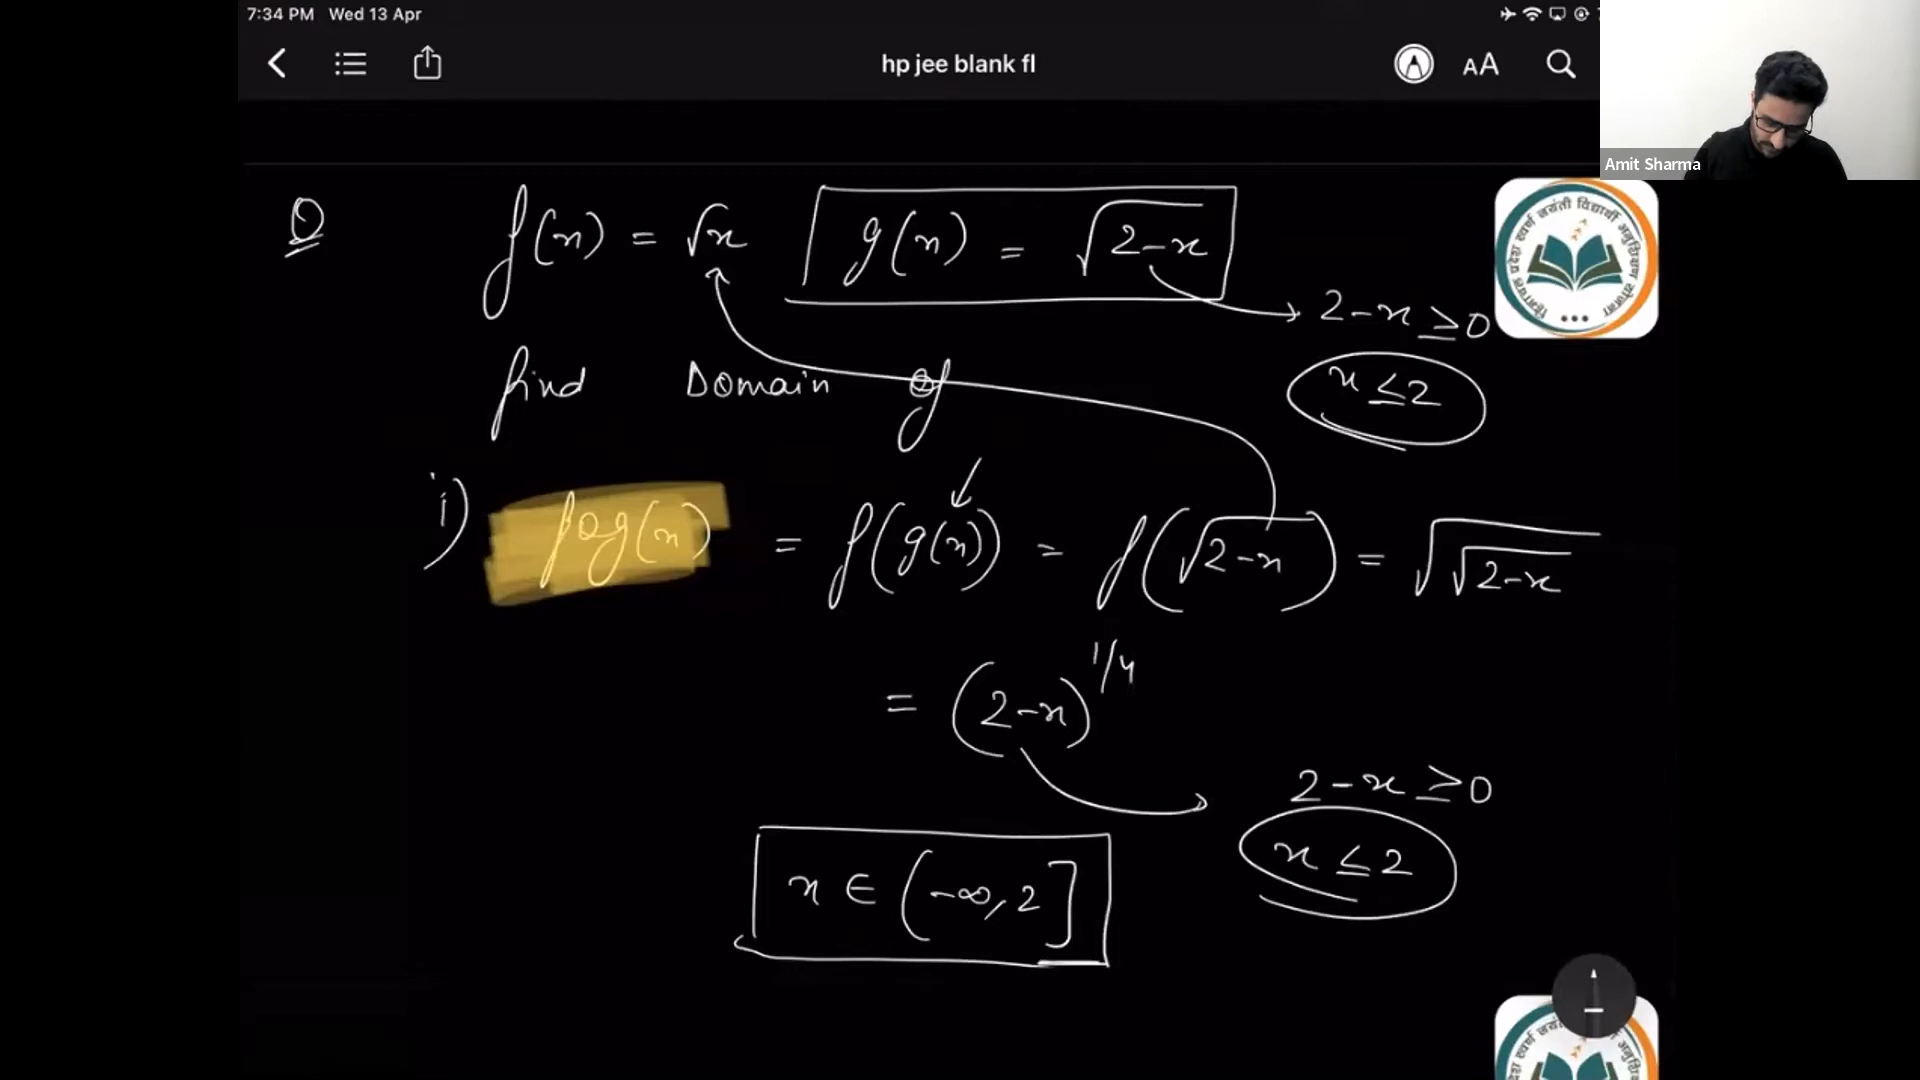 7:34 PM Wed 13 Apr
hp jee blank fl
AA
Amit Sharma
Q f(x) = √x g(x) = √(2-x)
2-x ≥ 0
x ≤ 2
find Domain of
i) fog(x) = f(g(x)) = f(√(2-x)) = √(√(2-x))
= (2-x)^1/4
2-x ≥ 0
x ≤ 2
x ∈ (-∞, 2]